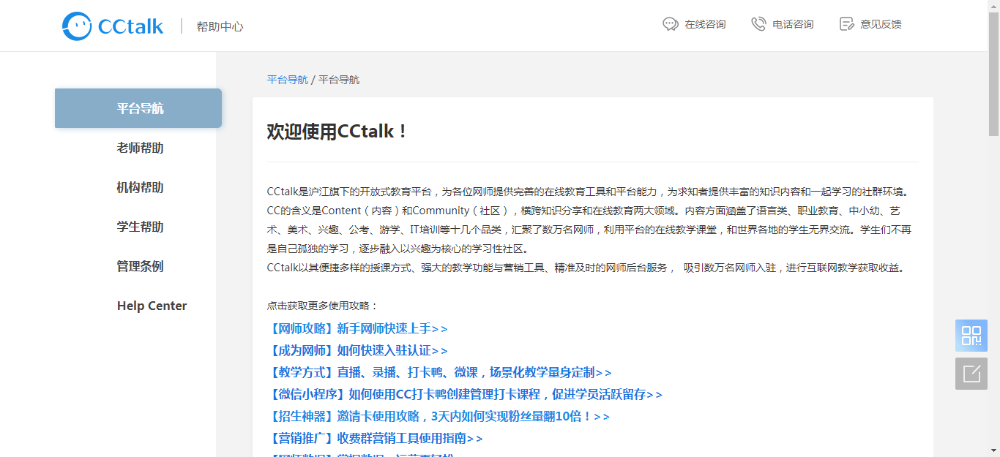 CCtalk
帮助中心
在线咨询
电话咨询
意见反馈
平台导航 / 平台导航
平台导航
老师帮助
机构帮助
学生帮助
管理条例
Help Center
欢迎使用CCtalk！
CCtalk是沪江旗下的开放式教育平台，为各位网师提供完善的在线教育工具和平台能力，为求知者提供丰富的知识内容和一起学习的社群环境。
CC的含义是Content（内容）和Community（社区），横跨知识分享和在线教育两大领域。内容方面涵盖了语言类、职业教育、中小幼、艺
术、美术、兴趣、公考、游学、IT培训等十几个品类，汇聚了数万名网师，利用平台的在线教学课堂，和世界各地的学生无界交流。学生们不再
是自己孤独的学习，逐步融入以兴趣为核心的学习性社区。
CCtalk以其便捷多样的授课方式、强大的教学功能与营销工具、精准及时的网师后台服务， 吸引数万名网师入驻，进行互联网教学获取收益。
点击获取更多使用攻略：
【网师攻略】新手网师快速上手>>
【成为网师】如何快速入驻认证>>
【教学方式】直播、录播、打卡鸭、微课，场景化教学量身定制>>
【微信小程序】如何使用CC打卡鸭创建管理打卡课程，促进学员活跃留存>>
【招生神器】邀请卡使用攻略，3天内如何实现粉丝量翻10倍！>>
【营销推广】收费群营销工具使用指南>>